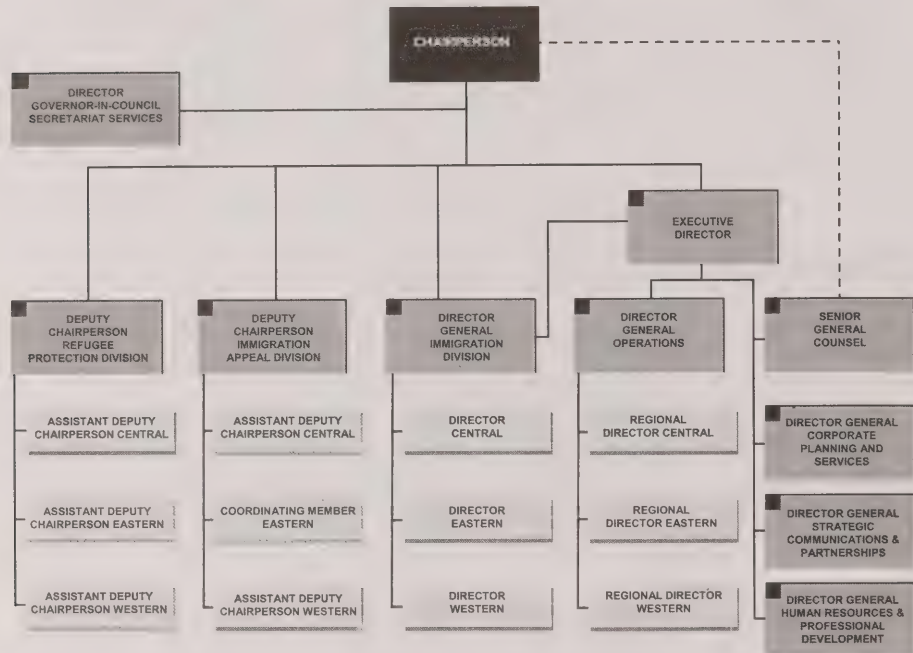 CHAIRPERSON
DIRECTOR
GOVERNOR-IN-COUNCIL
SECRETARIAT SERVICES
EXECUTIVE
DIRECTOR
DEPUTY
CHAIRPERSON
REFUGEE
PROTECTION DIVISION
DEPUTY
CHAIRPERSON
IMMIGRATION
APPEAL DIVISION
DIRECTOR
GENERAL
IMMIGRATION
DIVISION
DIRECTOR
GENERAL
OPERATIONS
SENIOR
GENERAL
COUNSEL
ASSISTANT DEPUTY
CHAIRPERSON CENTRAL
ASSISTANT DEPUTY
CHAIRPERSON CENTRAL
DIRECTOR
CENTRAL
REGIONAL
DIRECTOR CENTRAL
DIRECTOR GENERAL
CORPORATE
PLANNING AND
SERVICES
ASSISTANT DEPUTY
CHAIRPERSON EASTERN
COORDINATING MEMBER
EASTERN
DIRECTOR
EASTERN
REGIONAL
DIRECTOR EASTERN
DIRECTOR GENERAL
STRATEGIC
COMMUNICATIONS &
PARTNERSHIPS
ASSISTANT DEPUTY
CHAIRPERSON WESTERN
ASSISTANT DEPUTY
CHAIRPERSON WESTERN
DIRECTOR
WESTERN
REGIONAL DIRECTOR
WESTERN
DIRECTOR GENERAL
HUMAN RESOURCES &
PROFESSIONAL
DEVELOPMENT